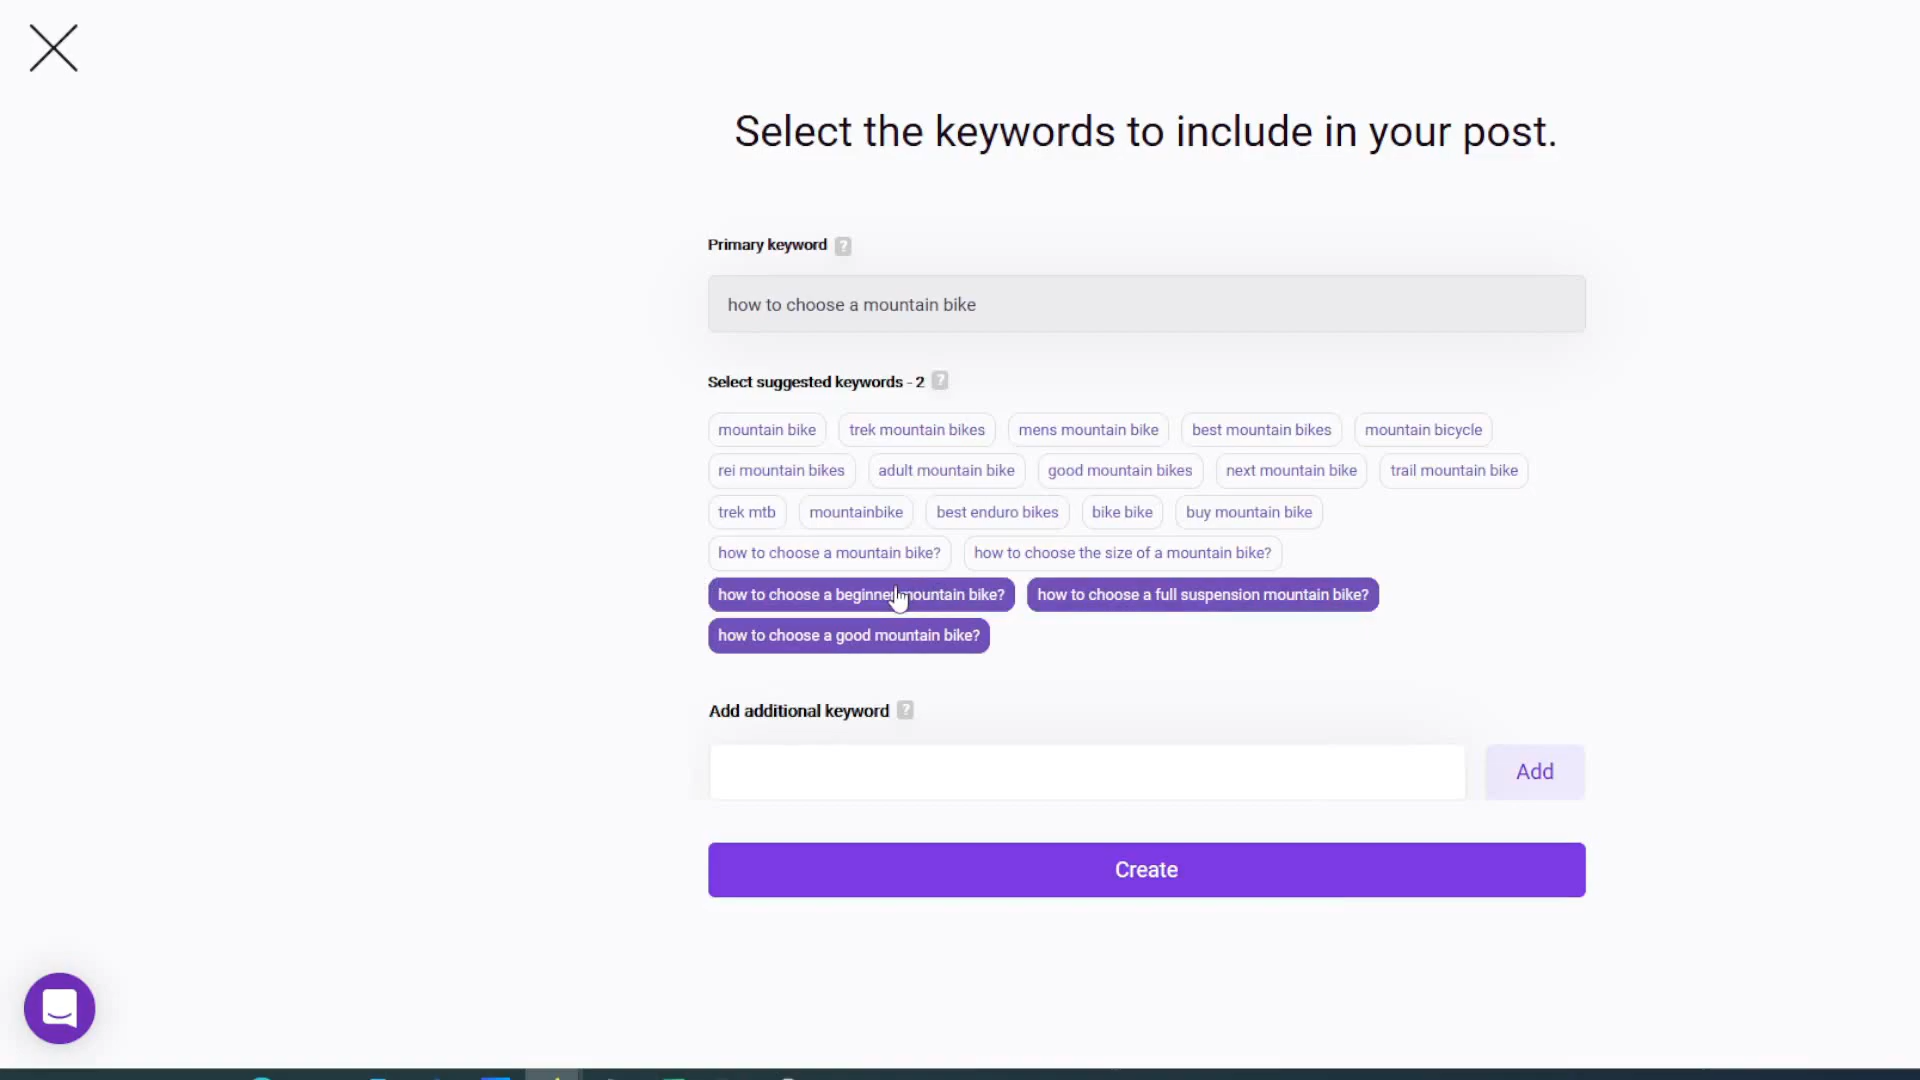 Select the keywords to include in your post.
Primary keyword ?
how to choose a mountain bike
Select suggested keywords - 2 ?
mountain bike trek mountain bikes mens mountain bike best mountain bikes mountain bicycle
rei mountain bikes adult mountain bike good mountain bikes next mountain bike trail mountain bike
trek mtb mountainbike best enduro bikes bike bike buy mountain bike
how to choose a mountain bike? how to choose the size of a mountain bike?
how to choose a beginner mountain bike? how to choose a full suspension mountain bike?
how to choose a good mountain bike?
Add additional keyword ?
Add
Create